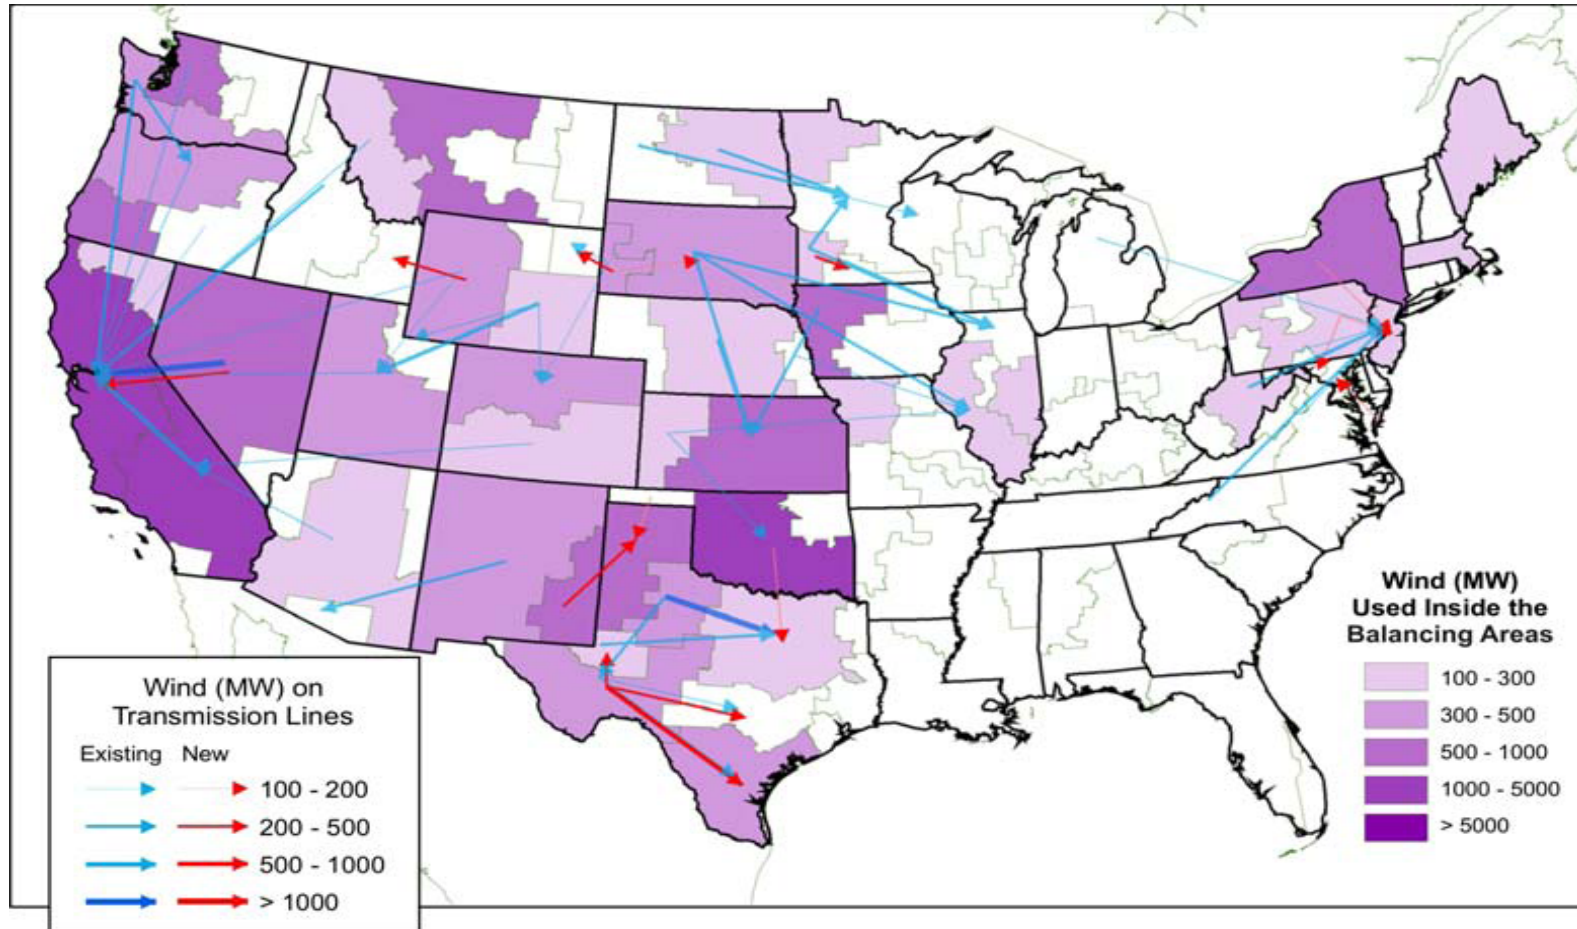 Wind (MW)
Used Inside the
Balancing Areas
100 - 300
300 - 500
500 - 1000
1000 - 5000
> 5000
Wind (MW) on
Transmission Lines
Existing New
100 - 200
200 - 500
500 - 1000
> 1000